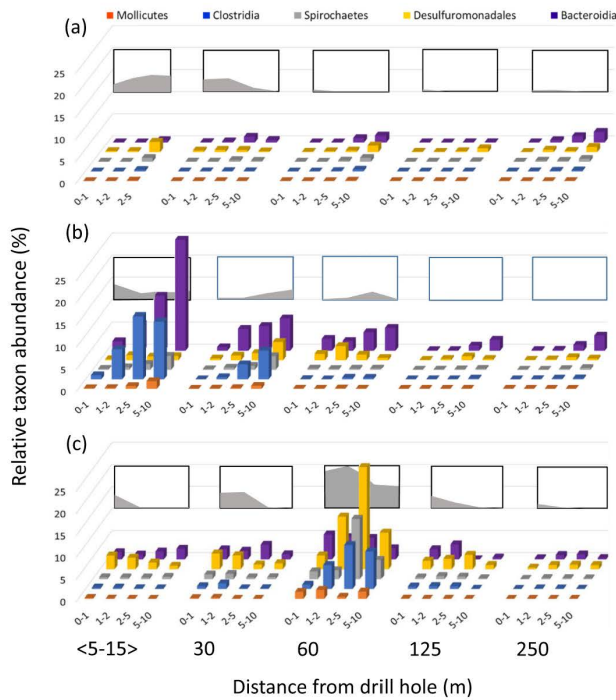 Mollicutes Clostridia Spirochaetes Desulfuromonadales Bacteroidia
(a)
25
20
15
10
5
0
0-1 1-2 2-5 0-1 1-2 2-5 5-10 0-1 1-2 2-5 5-10 0-1 1-2 2-5 5-10 0-1 1-2 2-5 5-10
(b)
25
20
15
10
5
0
0-1 1-2 2-5 5-10 0-1 1-2 2-5 5-10 0-1 1-2 2-5 5-10 0-1 1-2 2-5 5-10 0-1 1-2 2-5 5-10
(c)
25
20
15
10
5
0
0-1 1-2 2-5 5-10 0-1 1-2 2-5 5-10 0-1 1-2 2-5 5-10 0-1 1-2 2-5 5-10 0-1 1-2 2-5 5-10
Relative taxon abundance (%)
<5-15> 30 60 125 250
Distance from drill hole (m)